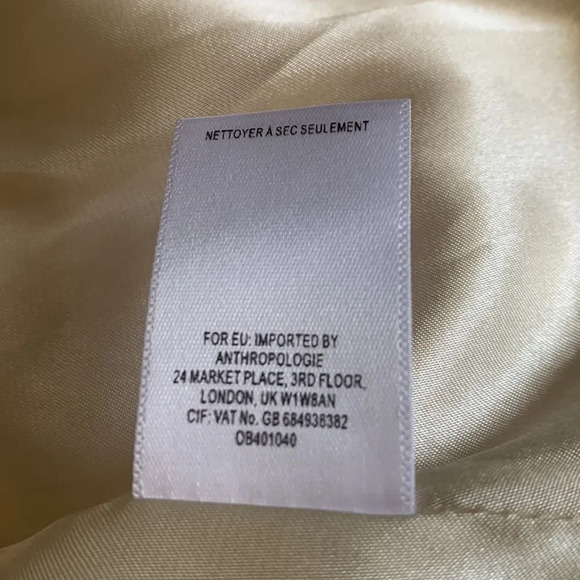 NETTOYER À SEC SEULEMENT
FOR EU: IMPORTED BY
ANTHROPOLOGIE
24 MARKET PLACE, 3RD FLOOR,
LONDON, UK W1W8AN
CIF: VAT No. GB 684936382
OB401040